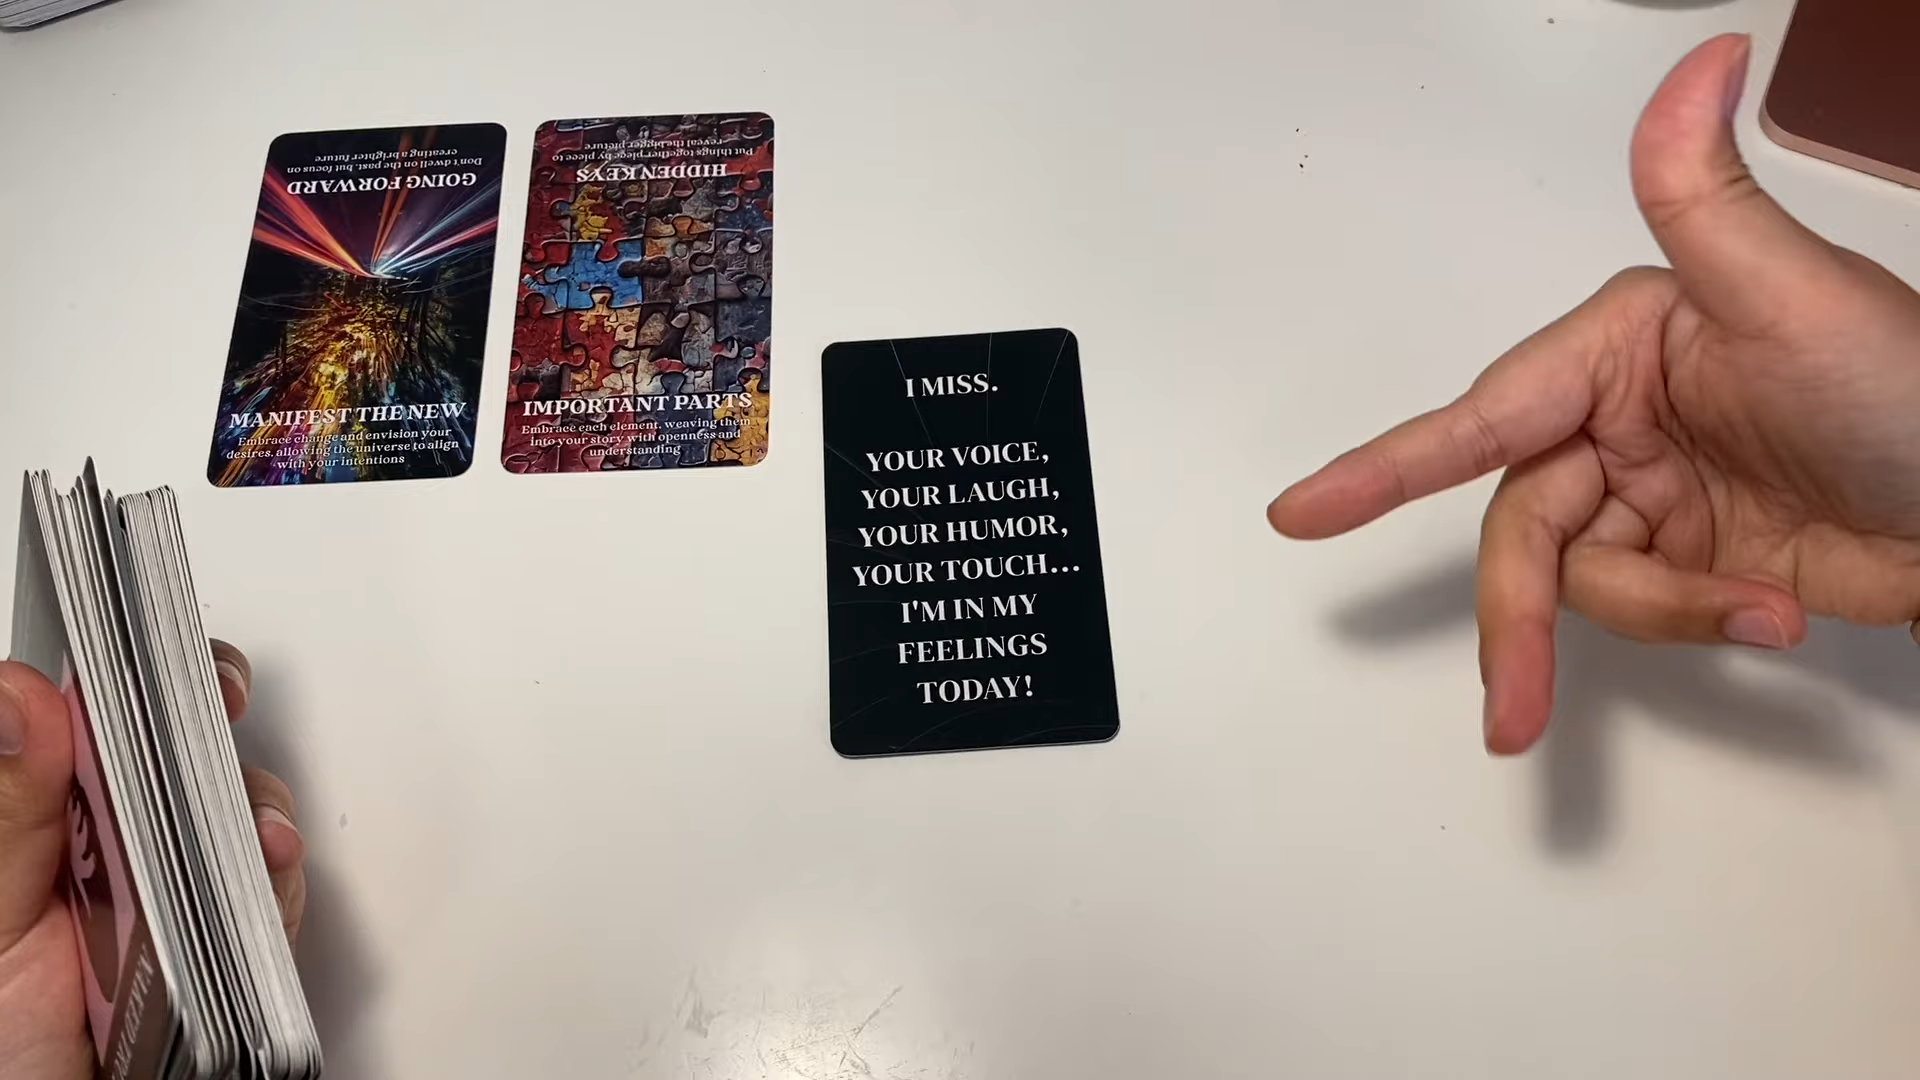 Don't dwell on the past, but focus on
creating a brighter future
GOING FORWARD
MANIFEST THE NEW
Embrace change and envision your
desires, allowing the universe to align
with your intentions
Put things together piece by piece to
reveal the bigger picture
HIDDEN KEYS
IMPORTANT PARTS
Embrace each element, weaving them
into your story with openness and
understanding
I MISS.
YOUR VOICE,
YOUR LAUGH,
YOUR HUMOR,
YOUR TOUCH...
I'M IN MY
FEELINGS
TODAY!